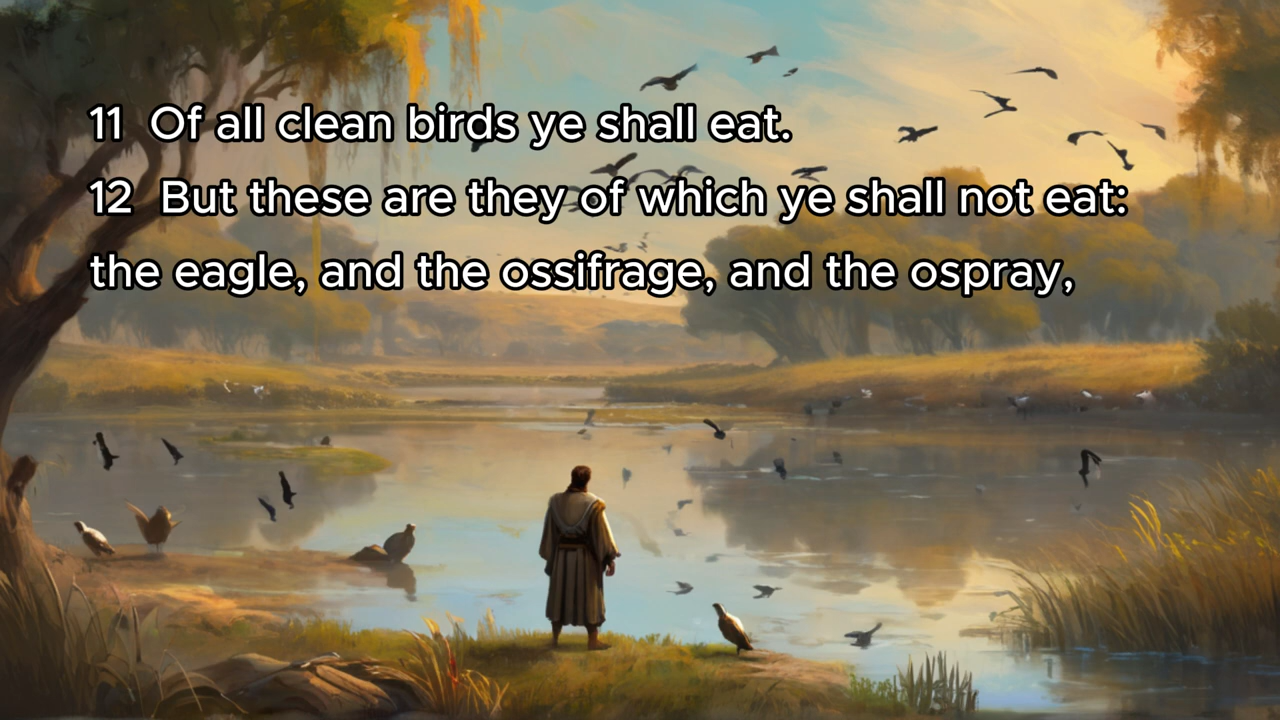 11 Of all clean birds ye shall eat.
12 But these are they of which ye shall not eat:
the eagle, and the ossifrage, and the ospray,